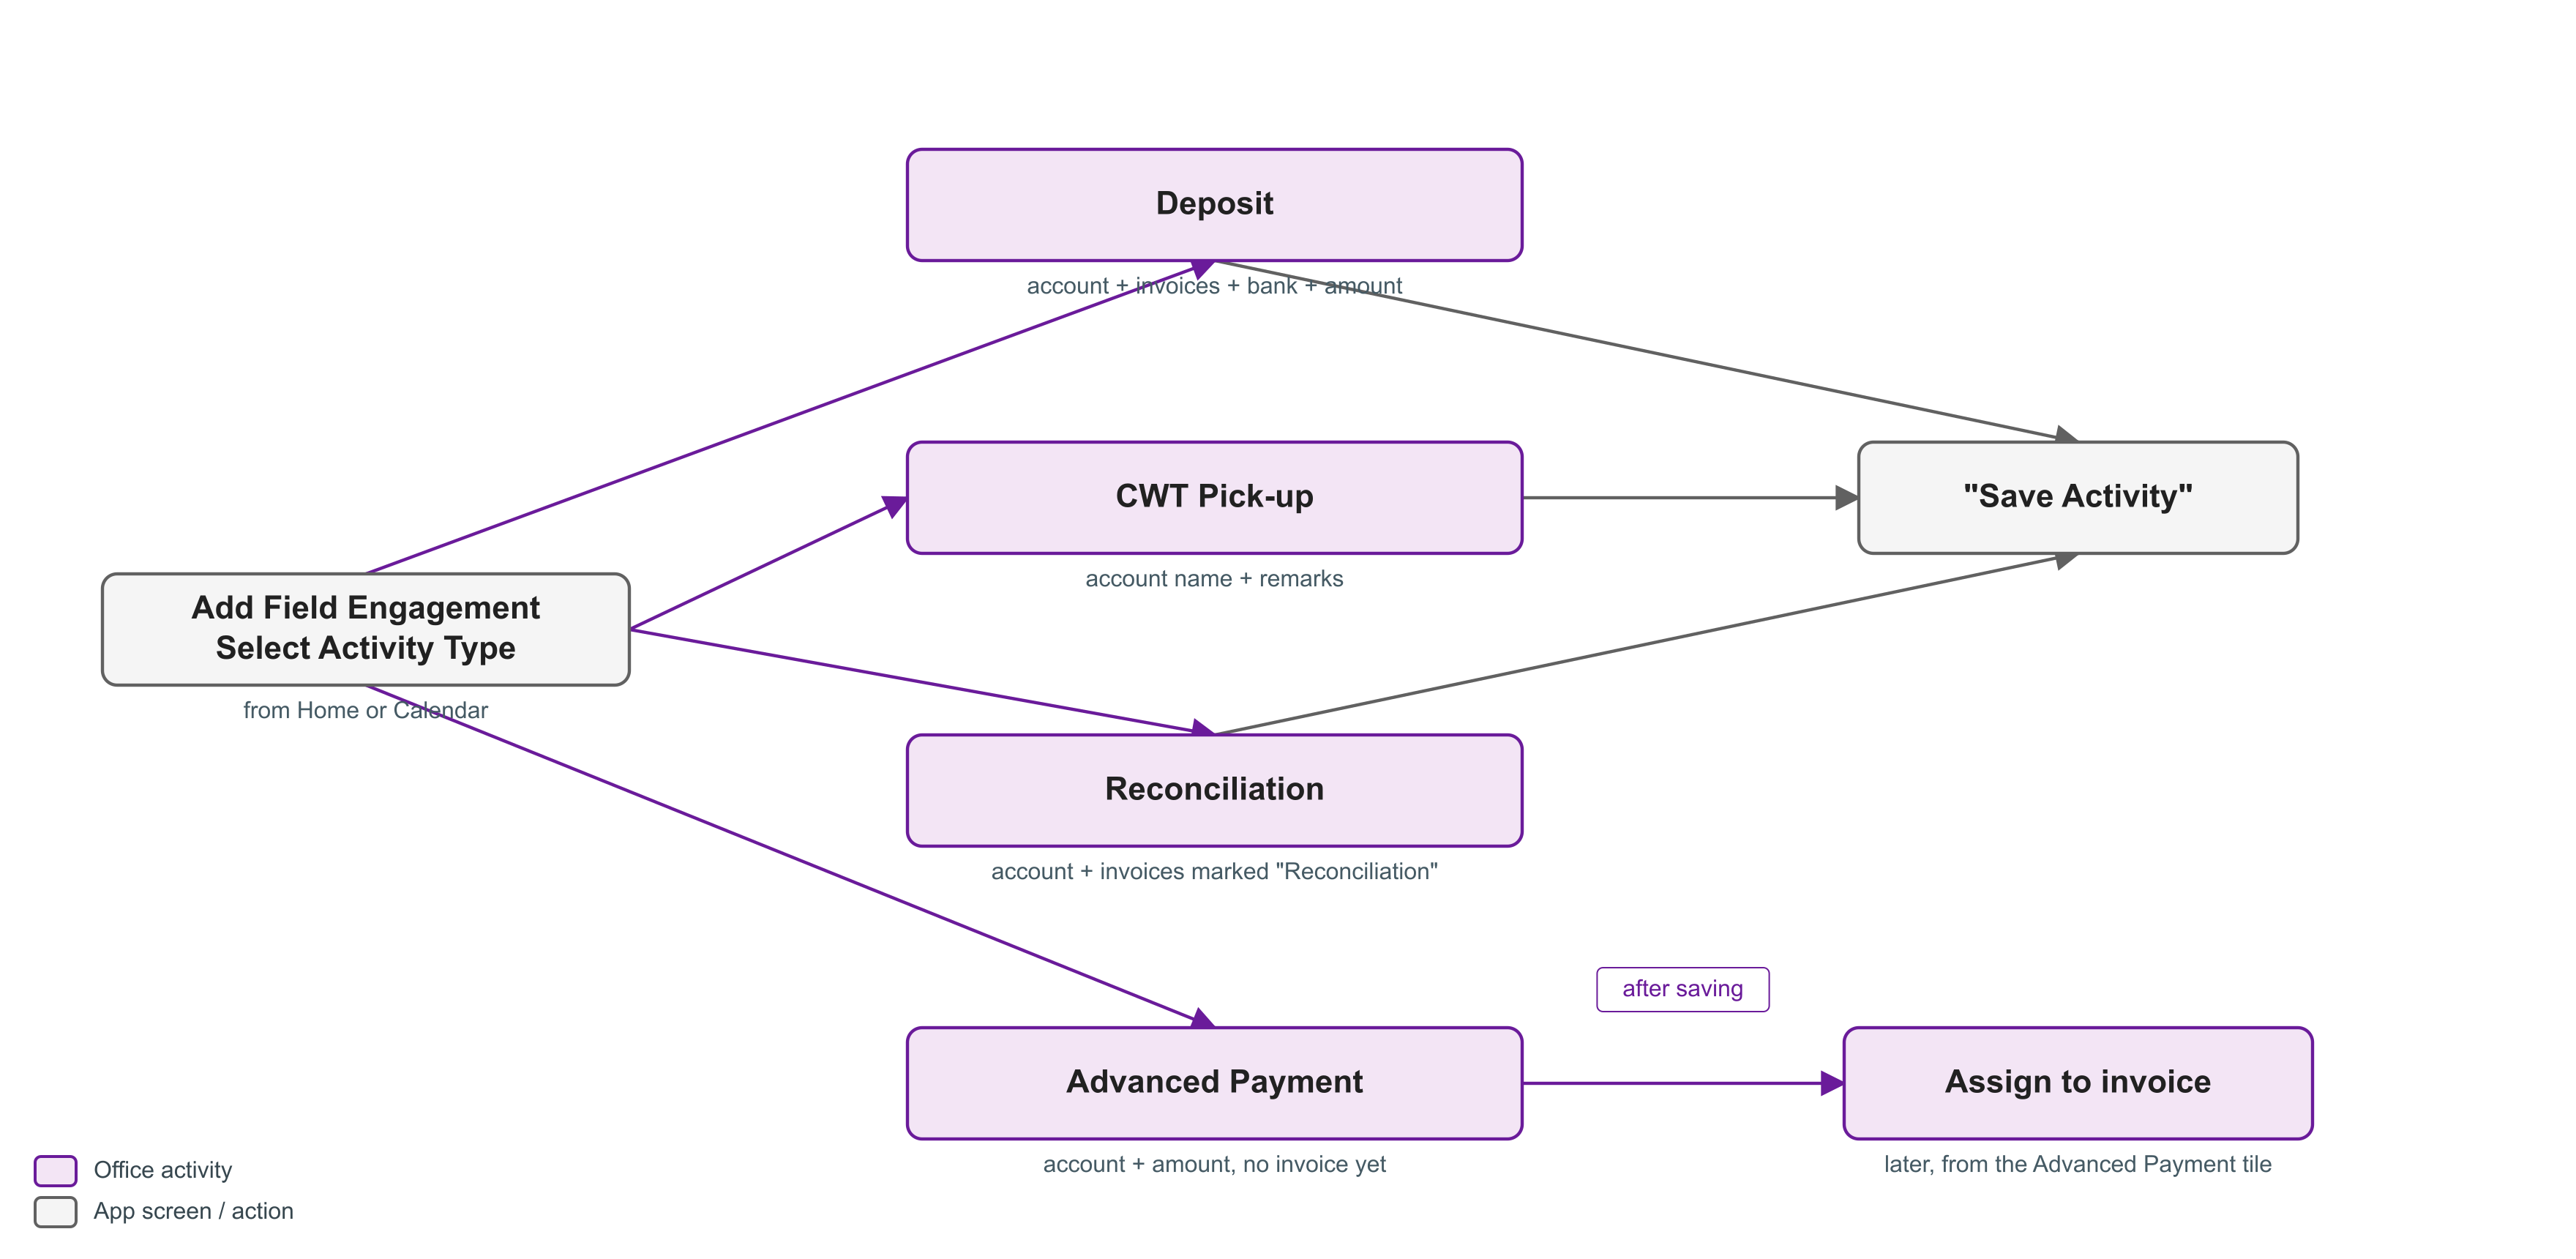 Deposit
account + invoices + bank + amount
CWT Pick-up
account name + remarks
"Save Activity"
Add Field Engagement
Select Activity Type
from Home or Calendar
Reconciliation
account + invoices marked "Reconciliation"
after saving
Advanced Payment
account + amount, no invoice yet
Assign to invoice
later, from the Advanced Payment tile
Office activity
App screen / action